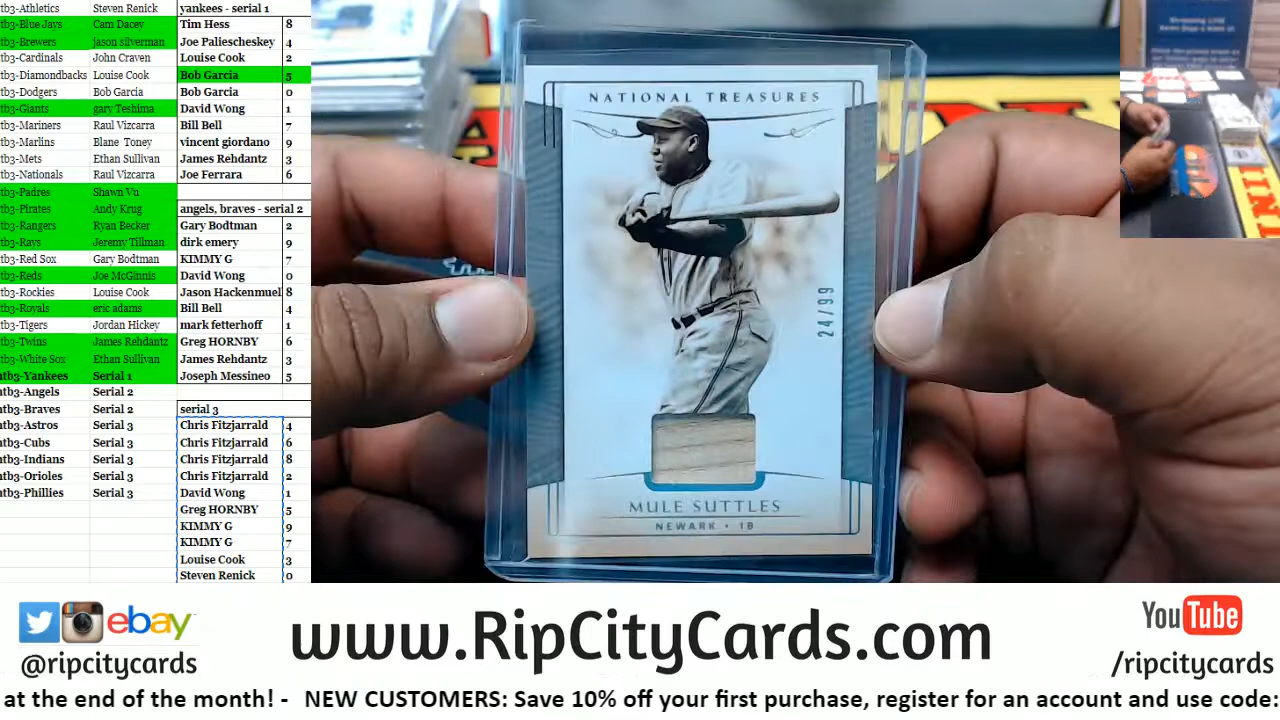 tb3-Athletics Steven Renick yankees - serial 1
tb3-Blue Jays Cam Dacey Tim Hess 8
tb3-Brewers jason silverman Joe Paliescheskey 4
tb3-Cardinals John Craven Louise Cook 2
tb3-Diamondbacks Louise Cook Bob Garcia 5
tb3-Dodgers Bob Garcia Bob Garcia 0
tb3-Giants gary Teshima David Wong 1
tb3-Mariners Raul Vizcarra Bill Bell 7
tb3-Marlins Blane Toney vincent giordano 9
tb3-Mets Ethan Sullivan James Rehdantz 3
tb3-Nationals Raul Vizcarra Joe Ferrara 6
tb3-Padres Shawn Vu
tb3-Pirates Andy Krug angels, braves - serial 2
tb3-Rangers Ryan Becker Gary Bodtman 2
tb3-Rays Jeremy Tillman dirk emery 9
tb3-Red Sox Gary Bodtman KIMMY G 7
tb3-Reds Joe McGinnis David Wong 0
tb3-Rockies Louise Cook Jason Hackenmuel 8
tb3-Royals eric adams Bill Bell 4
tb3-Tigers Jordan Hickey mark fetterhoff 1
tb3-Twins James Rehdantz Greg HORNBY 6
tb3-White Sox Ethan Sullivan James Rehdantz 3
ntb3-Yankees Serial 1 Joseph Messineo 5
ntb3-Angels Serial 2
ntb3-Braves Serial 2 serial 3
ntb3-Astros Serial 3 Chris Fitzjarrald 4
ntb3-Cubs Serial 3 Chris Fitzjarrald 6
ntb3-Indians Serial 3 Chris Fitzjarrald 8
ntb3-Orioles Serial 3 Chris Fitzjarrald 2
ntb3-Phillies Serial 3 David Wong 1
Greg HORNBY 5
KIMMY G 9
KIMMY G 7
Louise Cook 3
Steven Renick 0
NATIONAL TREASURES
24/99
MULE SUTTLES
NEWARK • 1B
ebay
@ripcitycards
www.RipCityCards.com
YouTube
/ripcitycards
at the end of the month! - NEW CUSTOMERS: Save 10% off your first purchase, register for an account and use code: